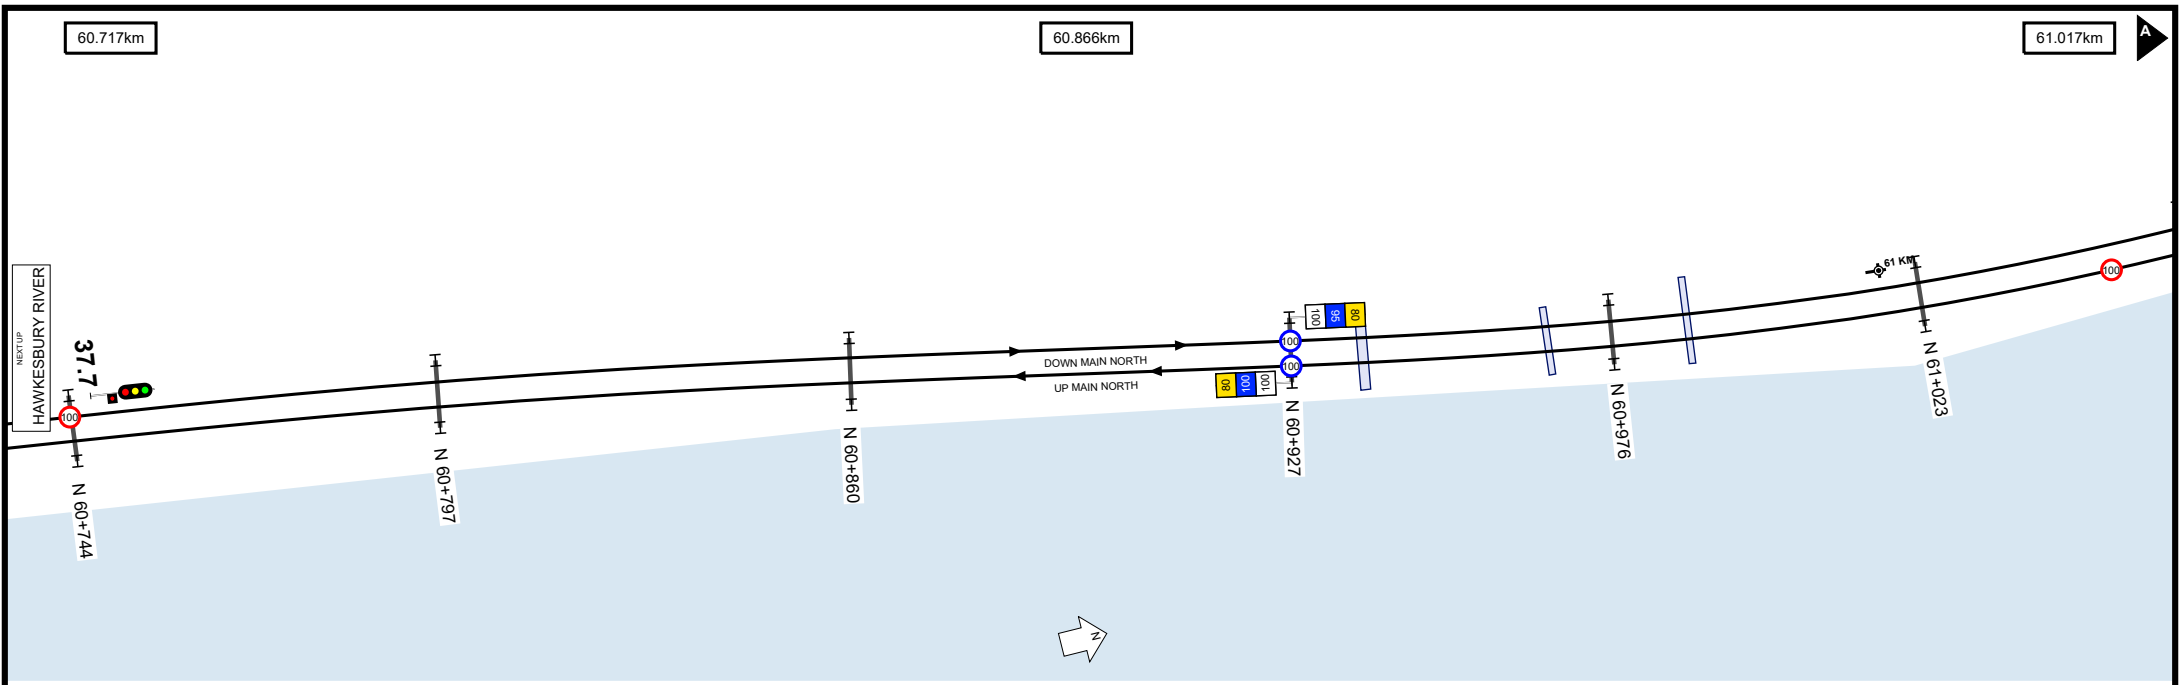 60.717km
60.866km
61.017km
A
NEXT UP
HAWKESBURY RIVER
37.7
100
N 60+744
N 60+797
N 60+860
DOWN MAIN NORTH
UP MAIN NORTH
100 95 80
100
100
80 100 100
N 60+927
N 60+976
61 KM
N 61+023
100
N